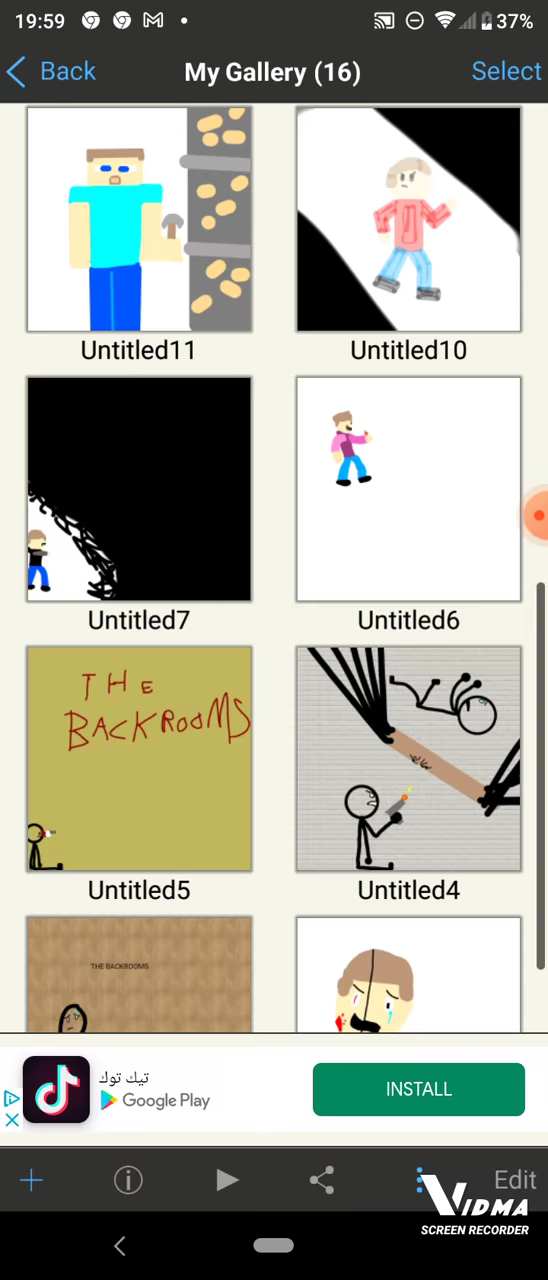 19:59
37%
Back
My Gallery (16)
Select
Untitled11
Untitled10
Untitled7
Untitled6
THE
BACKROOMS
Untitled5
Untitled4
THE BACKROOMS
تيك توك
Google Play
INSTALL
Edit
VIDMA
SCREEN RECORDER